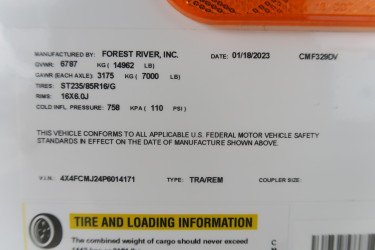 MANUFACTURED BY: FOREST RIVER, INC. DATE: 01/18/2023 CMF329DV
GVWR: 6787 KG ( 14962 LB)
GAWR (EACH AXLE): 3175 KG ( 7000 LB)
TIRES: ST235/85R16/G
RIMS: 16X6.0J
COLD INFL. PRESSURE: 758 KPA ( 110 PSI)
THIS VEHICLE CONFORMS TO ALL APPLICABLE U.S. FEDERAL MOTOR VEHICLE SAFETY
STANDARDS IN EFFECT ON THE DATE OF MANUFACTURE SHOWN ABOVE.
V.I.N.: 4X4FCMJ24P6014171 TYPE: TRA/REM COUPLER SIZE:
TIRE AND LOADING INFORMATION
The combined weight of cargo should never exceed